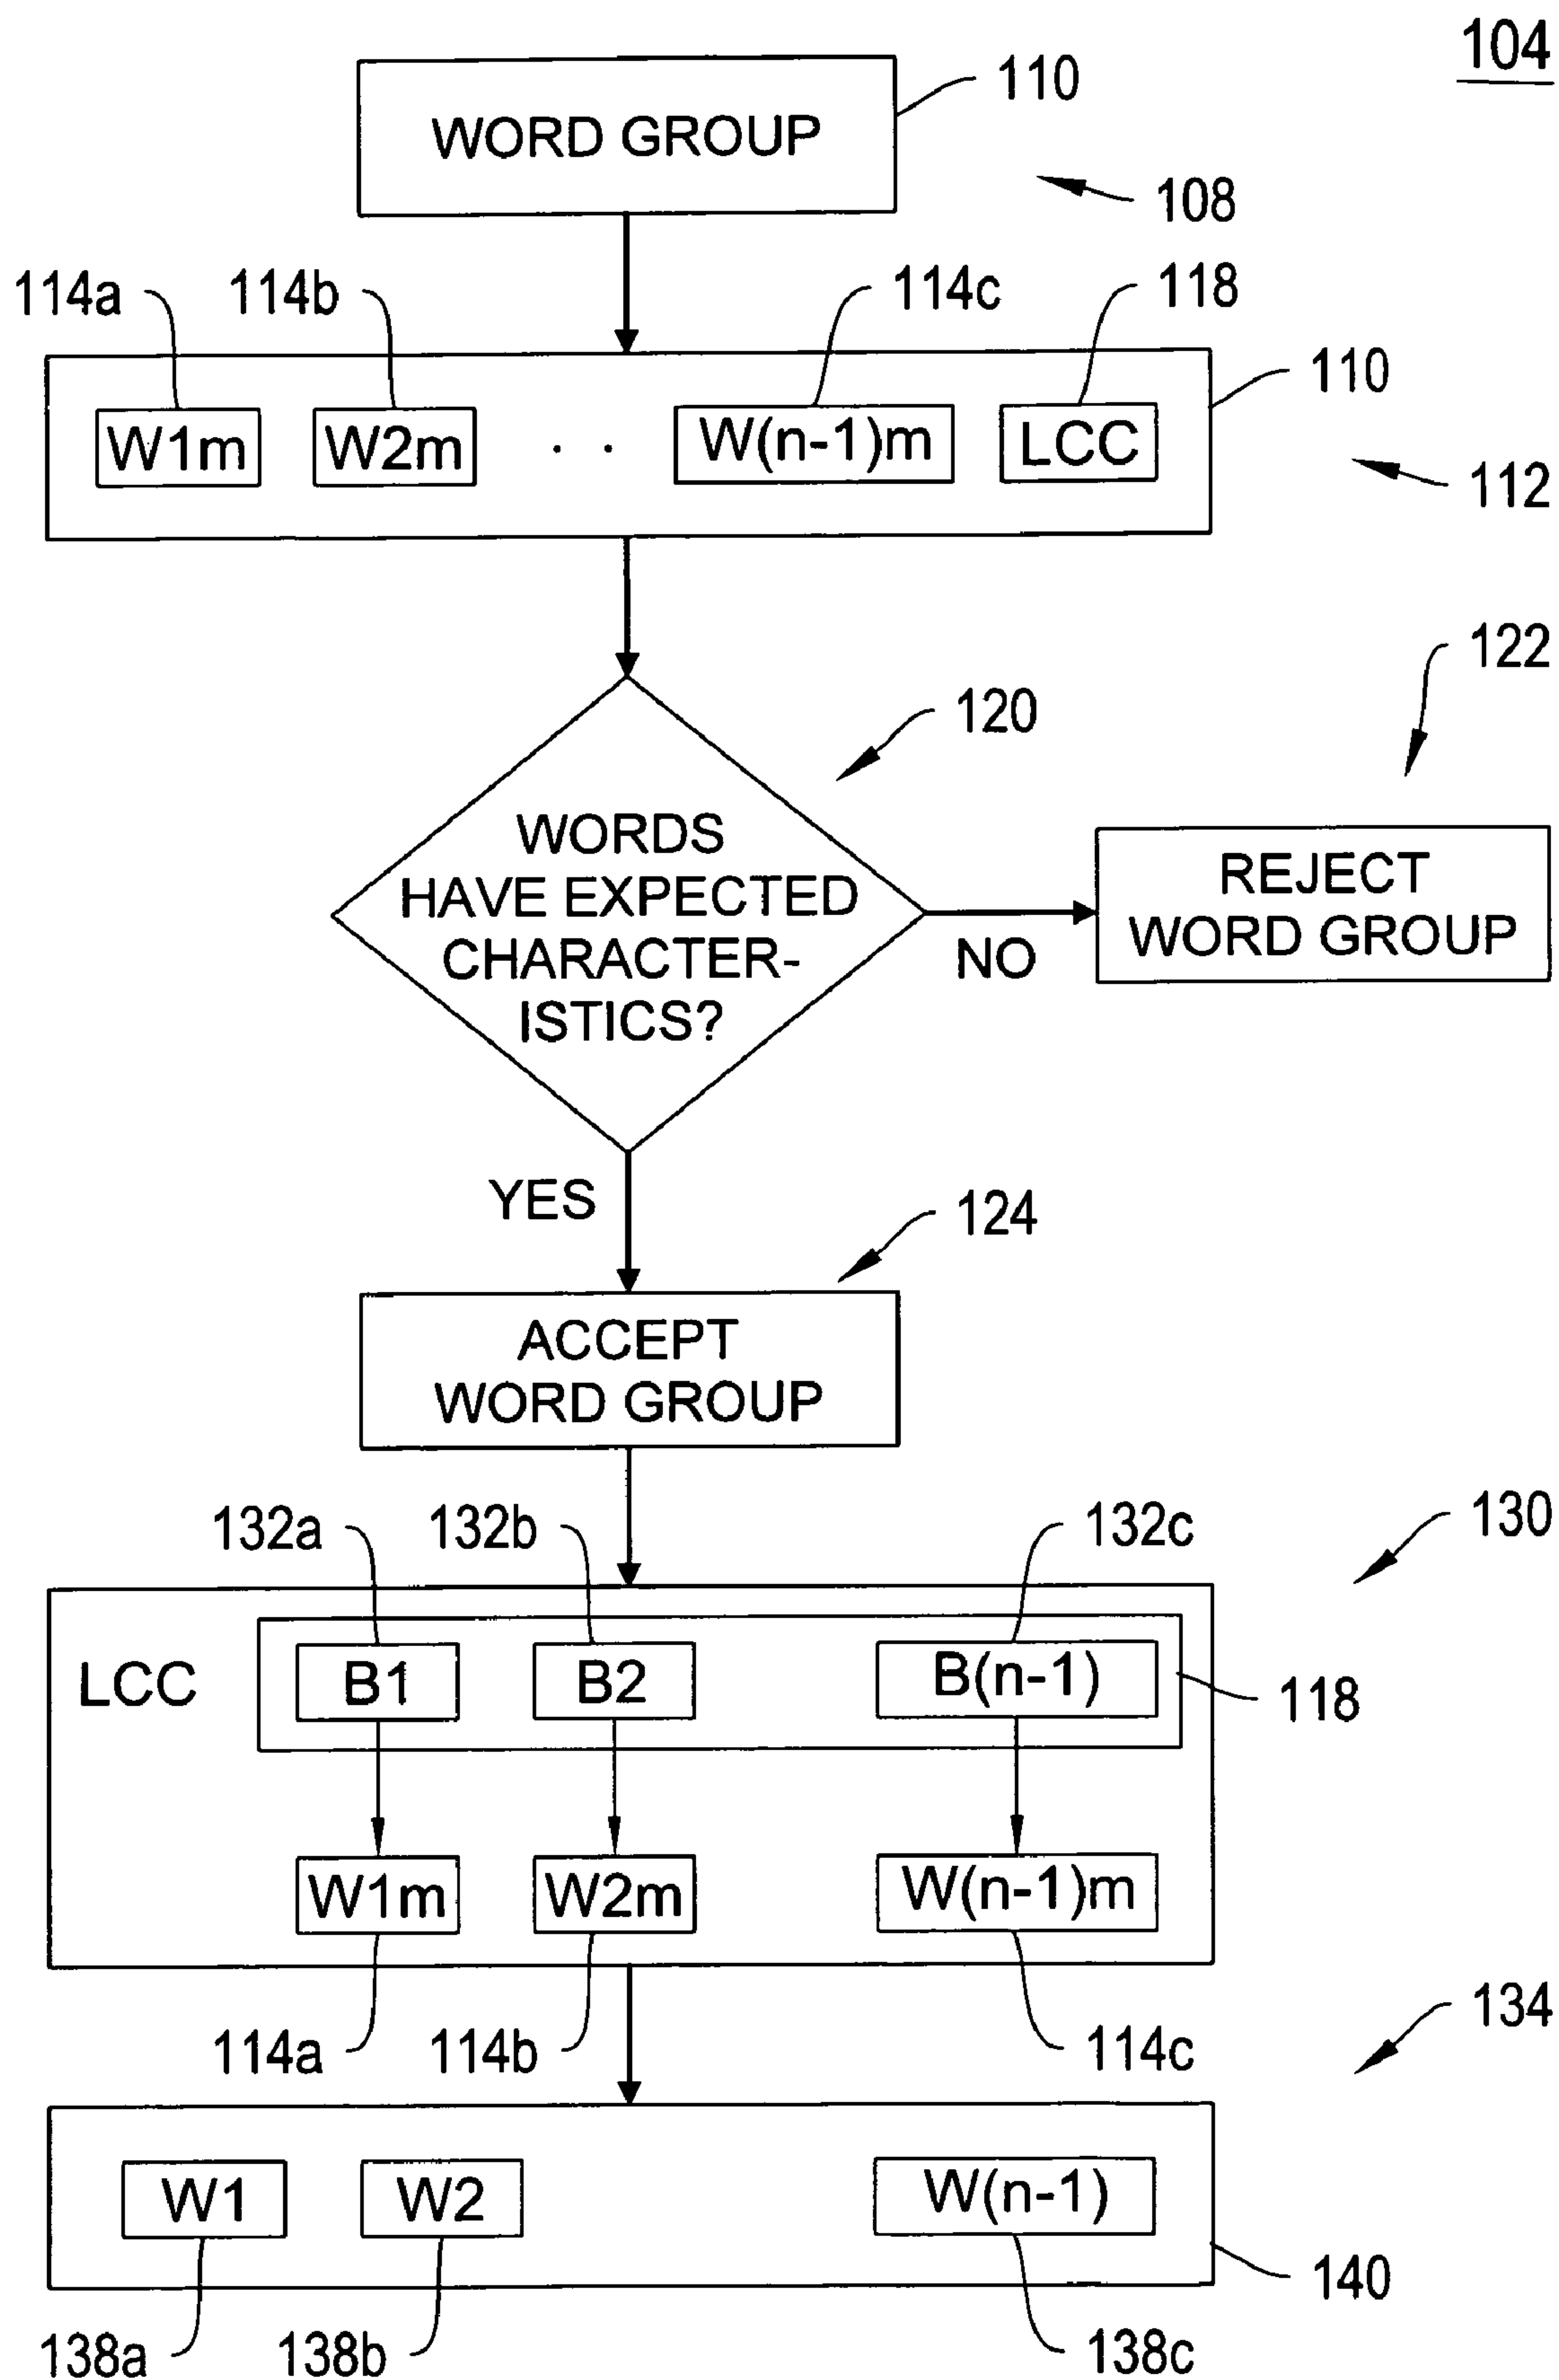 104
WORD GROUP
110
108
114a
114b
114c
118
W1m
W2m
. .
W(n-1)m
LCC
110
112
122
120
WORDS
HAVE EXPECTED
CHARACTER-
ISTICS?
NO
REJECT
WORD GROUP
YES
124
ACCEPT
WORD GROUP
132a
132b
132c
130
LCC
B1
B2
B(n-1)
118
W1m
W2m
W(n-1)m
114a
114b
114c
134
W1
W2
W(n-1)
140
138a
138b
138c